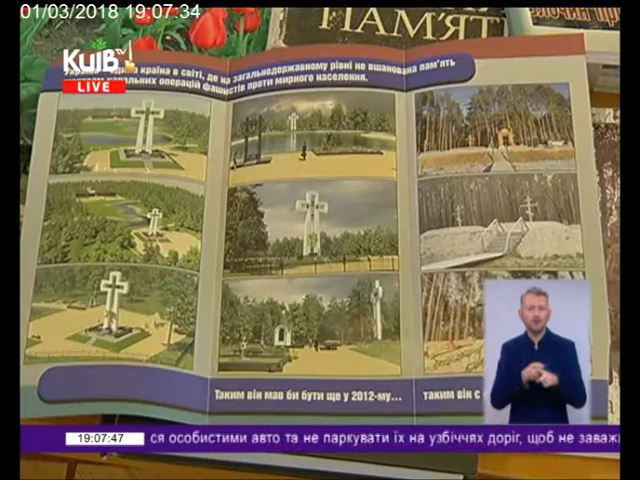 01/03/2018 19:07:34
ПАМ'ЯТ
КиЇвTV
LIVE
країна в світі, де на загальнодержавному рівні не вшанована пам'ять
операцій фашистів проти мирного населення,
Таким він мав би бути ще у 2012-му...
таким він є
19:07:47
ся особистими авто та не паркувати їх на узбіччях доріг, щоб не заваж